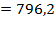 = 796,2